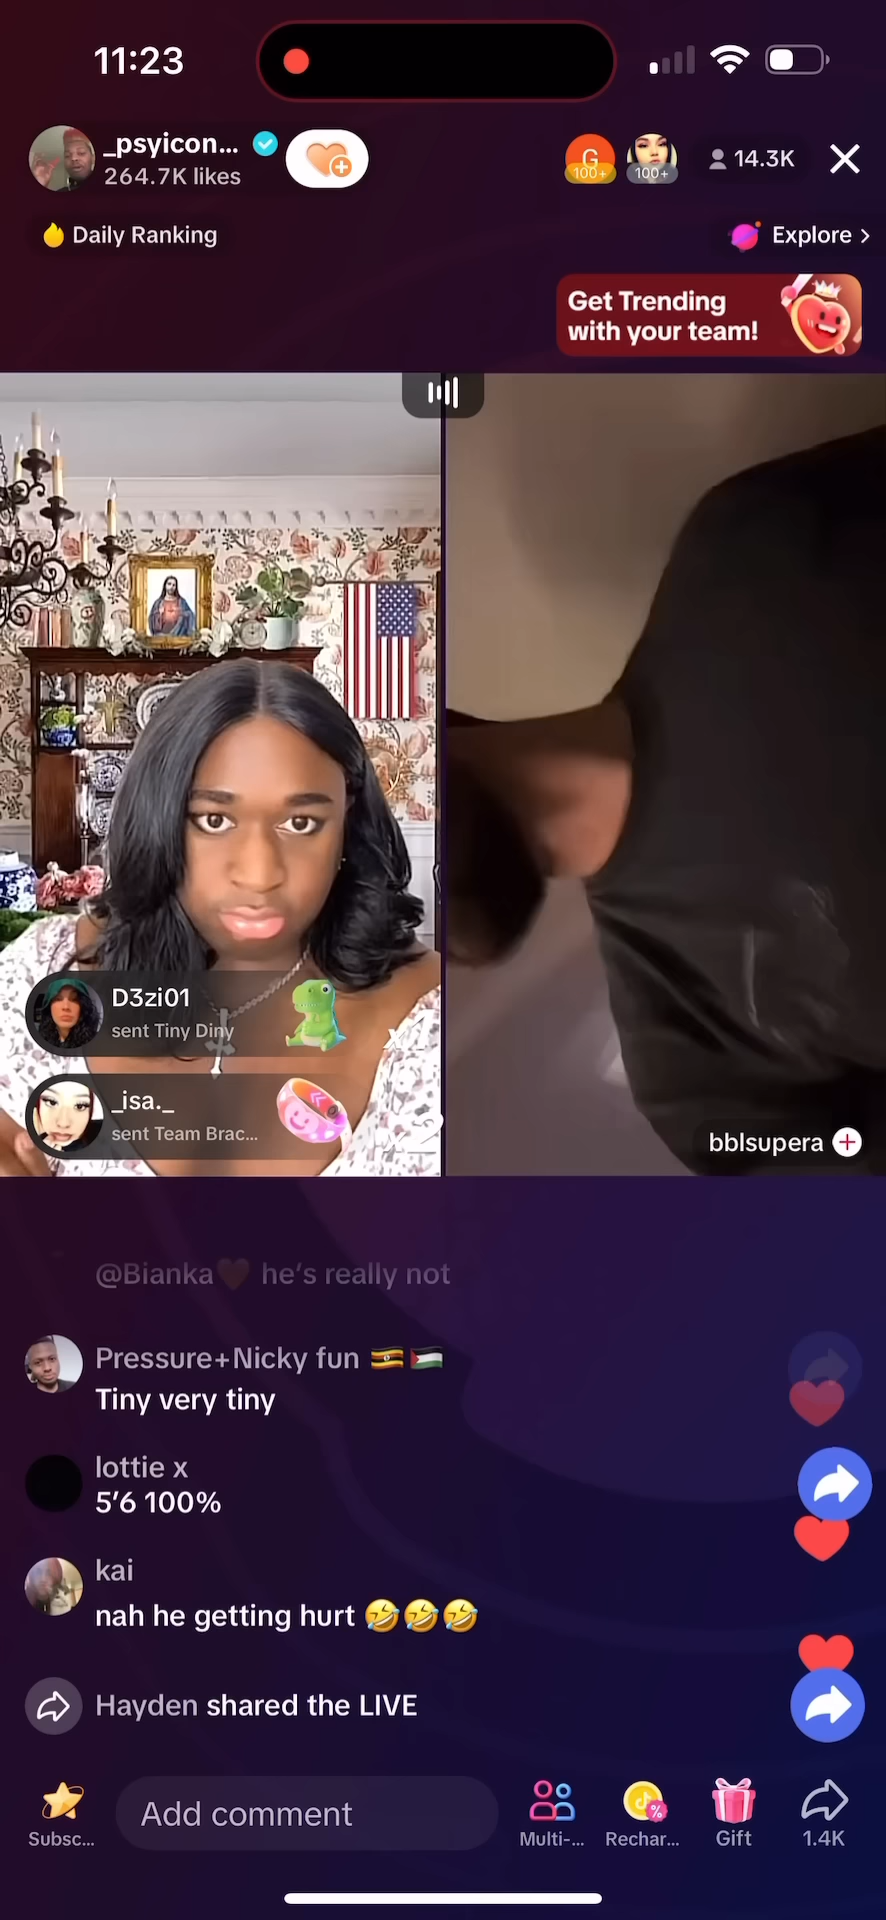 11:23
_psyicon...
264.7K likes
G
100+
100+
14.3K
Daily Ranking
Explore >
Get Trending
with your team!
D3zi01
sent Tiny Diny
x1
_isa._
sent Team Brac...
x2
bblsupera
@Bianka🖤 he's really not
Pressure+Nicky fun 🇺🇬🇵🇸
Tiny very tiny
lottie x
5'6 100%
kai
nah he getting hurt 🤣🤣🤣
Hayden shared the LIVE
Add comment
Subsc...
Multi-...
%
Rechar...
Gift
1.4K